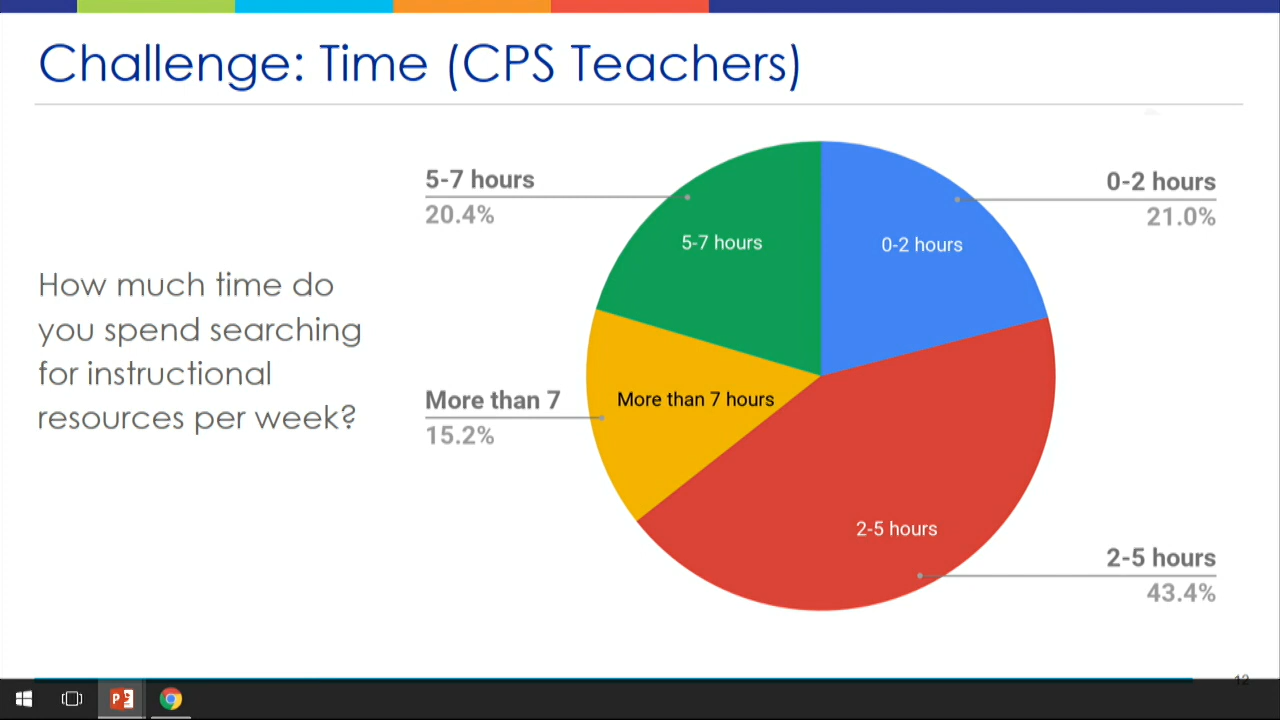 Challenge: Time (CPS Teachers)
How much time do
you spend searching
for instructional
resources per week?
5-7 hours
20.4%
More than 7
15.2%
5-7 hours
0-2 hours
More than 7 hours
2-5 hours
0-2 hours
21.0%
2-5 hours
43.4%
12